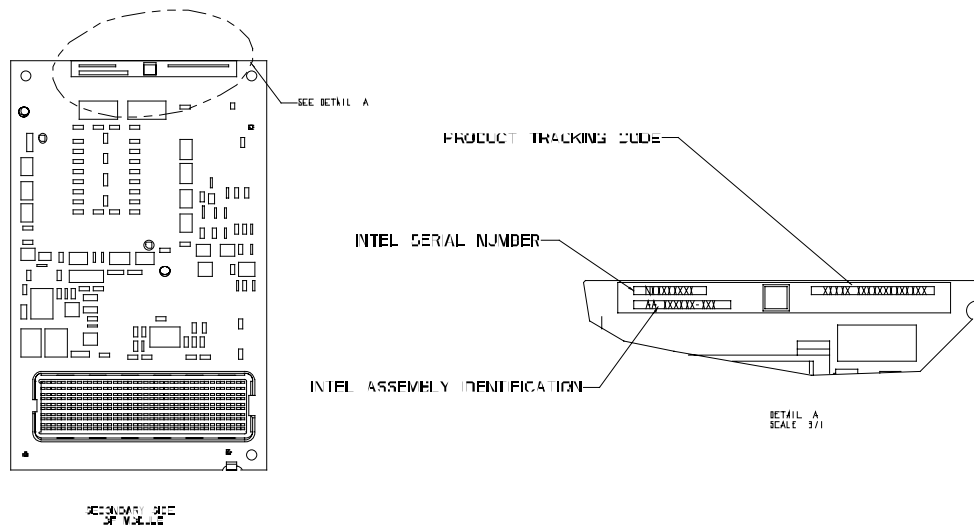 SEE DETAIL A
PRODUCT TRACKING CODE
INTEL SERIAL NUMBER
INTEL ASSEMBLY IDENTIFICATION
DETAIL A
SCALE 3/1
SECONDARY SIDE
OF MODULE